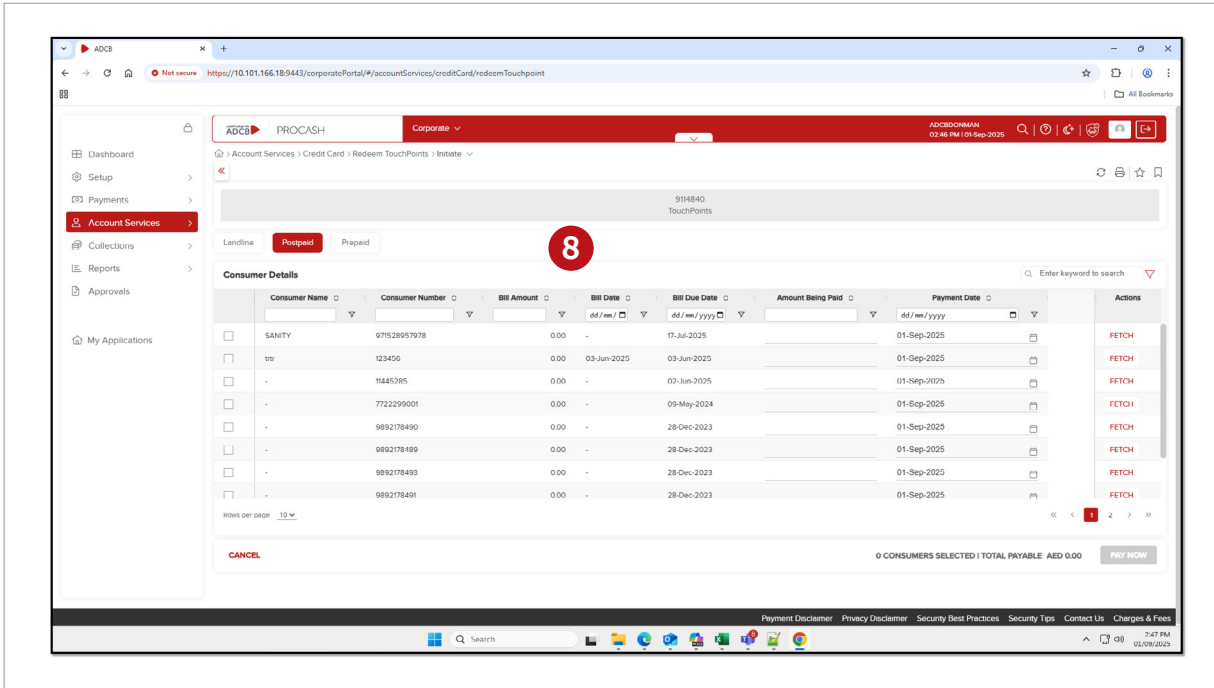 ADCB
Not secure https://10.101.166.18:9443/corporatePortal/#/accountServices/creditCard/redeemTouchpoint
All Bookmarks
ADCB PROCASH Corporate ADCBDONMAN
02:46 PM | 01-Sep-2025
Dashboard
Setup
Payments
Account Services
Collections
Reports
Approvals
My Applications
> Account Services > Credit Card > Redeem TouchPoints > Initiate
9114840
TouchPoints
Landline Postpaid Prepaid
8
Consumer Details Enter keyword to search
Consumer Name Consumer Number Bill Amount Bill Date Bill Due Date Amount Being Paid Payment Date Actions
dd/mm/ dd/mm/yyyy dd/mm/yyyy
SANITY 971528957978 0.00 - 17-Jul-2025 01-Sep-2025 FETCH
trtr 123456 0.00 03-Jun-2025 03-Jun-2025 01-Sep-2025 FETCH
- 11445285 0.00 - 02-Jun-2025 01-Sep-2025 FETCH
- 7722299001 0.00 - 09-May-2024 01-Sep-2025 FETCH
- 9892178490 0.00 - 28-Dec-2023 01-Sep-2025 FETCH
- 9892178489 0.00 - 28-Dec-2023 01-Sep-2025 FETCH
- 9892178493 0.00 - 28-Dec-2023 01-Sep-2025 FETCH
- 9892178491 0.00 - 28-Dec-2023 01-Sep-2025 FETCH
Rows per page 10 « < 1 2 > »
CANCEL 0 CONSUMERS SELECTED | TOTAL PAYABLE AED 0.00 PAY NOW
Payment Disclaimer Privacy Disclaimer Security Best Practices Security Tips Contact Us Charges & Fees
Search
2:47 PM
01/09/2025